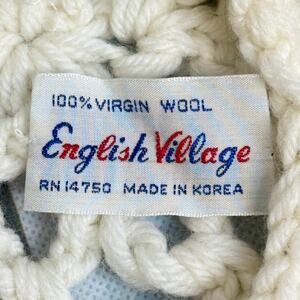 100% VIRGIN WOOL
English Village
RN 14750 MADE IN KOREA